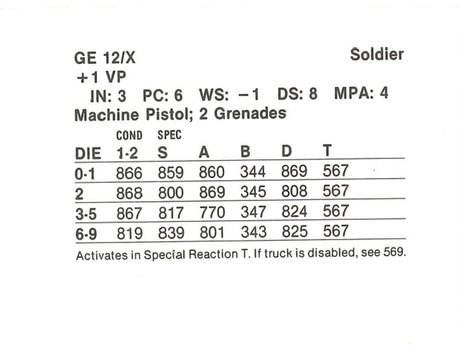 GE 12/X Soldier
+1 VP
IN: 3 PC: 6 WS: −1 DS: 8 MPA: 4
Machine Pistol; 2 Grenades
COND SPEC
DIE 1-2 S A B D T
0-1 866 859 860 344 869 567
2 868 800 869 345 808 567
3-5 867 817 770 347 824 567
6-9 819 839 801 343 825 567
Activates in Special Reaction T. If truck is disabled, see 569.